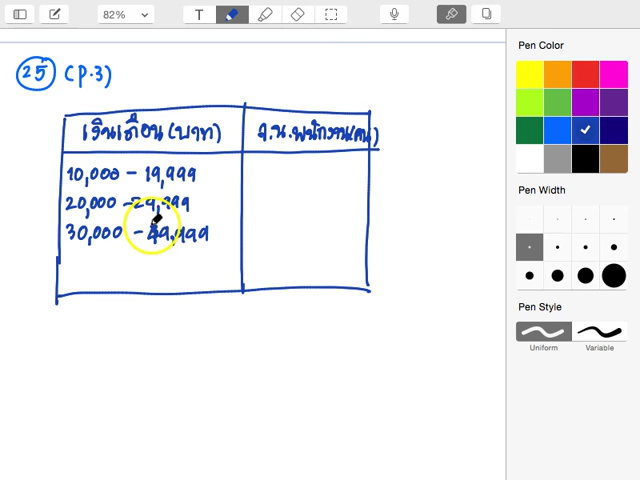 82%
T
Pen Color
25 (P.3)
เงินเดือน (บาท) จ.น.พนักงาน(คน)
10,000 - 19,999
20,000 - 29,999
30,000 -
Pen Width
Pen Style
Uniform Variable